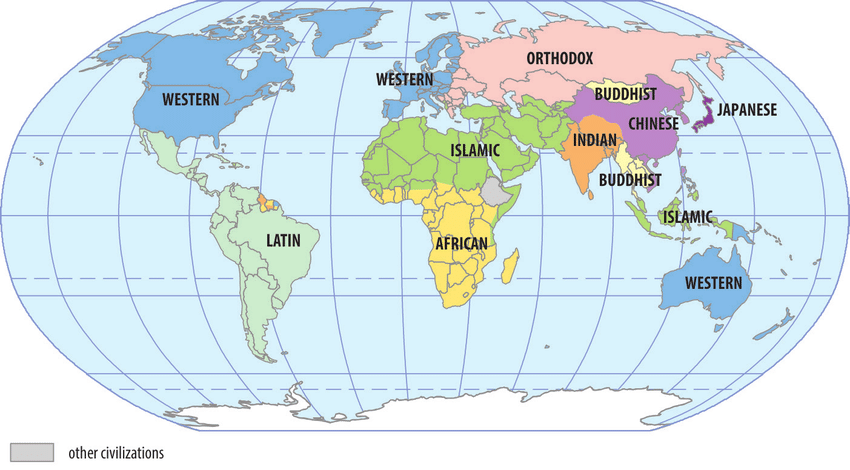 ORTHODOX
WESTERN
WESTERN
BUDDHIST
JAPANESE
CHINESE
INDIAN
ISLAMIC
BUDDHIST
ISLAMIC
LATIN
AFRICAN
WESTERN
other civilizations